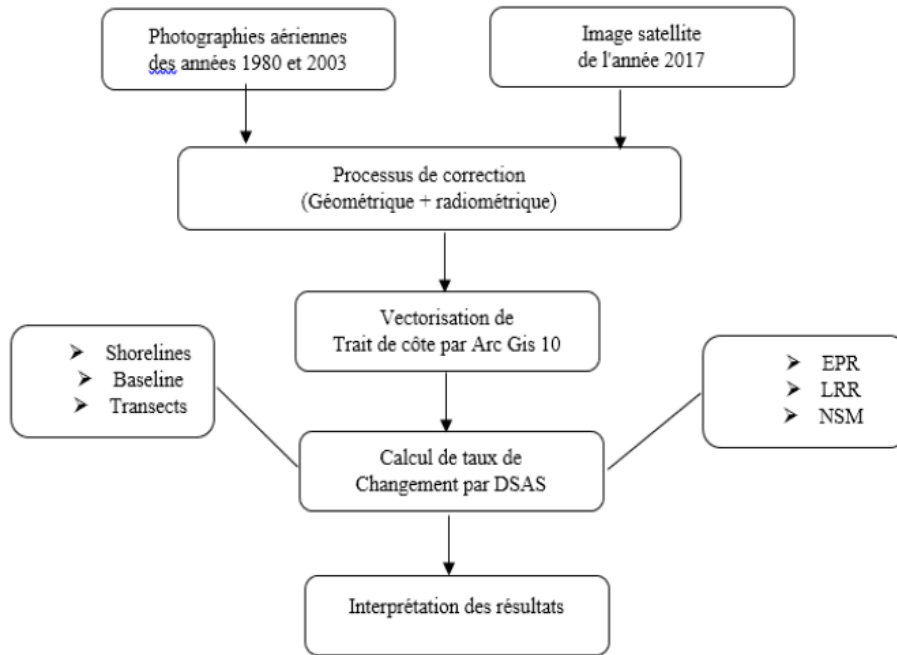 Photographies aériennes
des années 1980 et 2003
Image satellite
de l'année 2017
Processus de correction
(Géométrique + radiométrique)
Vectorisation de
Trait de côte par Arc Gis 10
➤ Shorelines
➤ Baseline
➤ Transects
➤ EPR
➤ LRR
➤ NSM
Calcul de taux de
Changement par DSAS
Interprétation des résultats